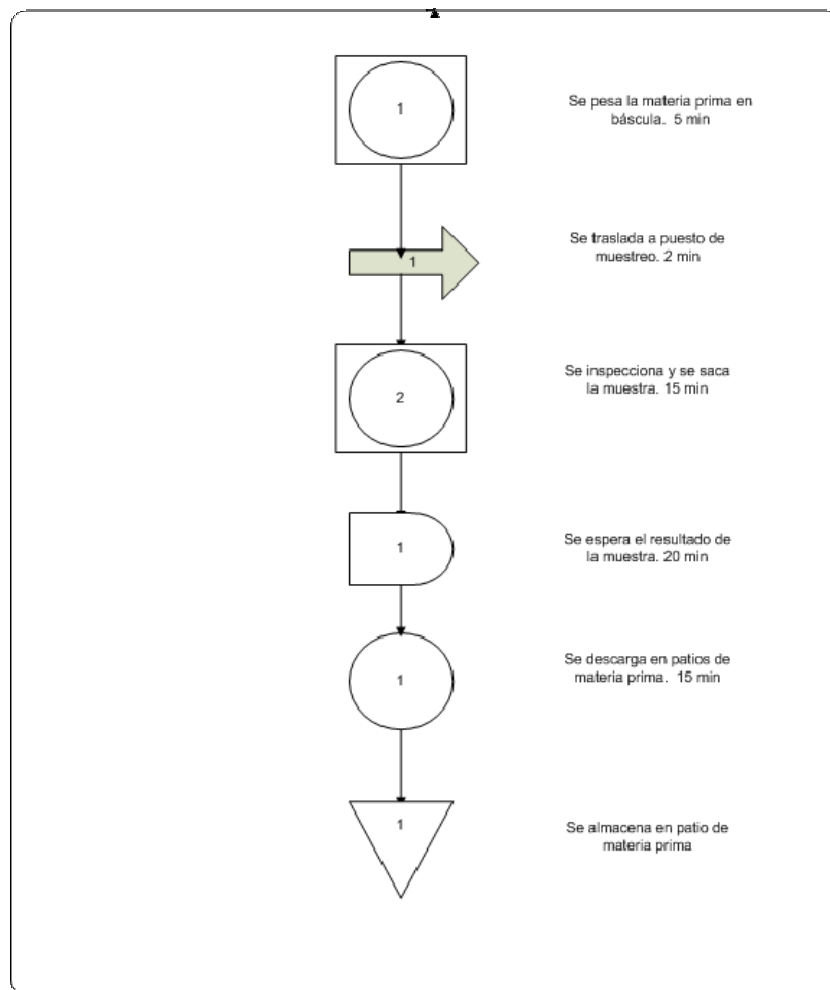 1
Se pesa la materia prima en
báscula. 5 min
1
Se traslada a puesto de
muestreo. 2 min
2
Se inspecciona y se saca
la muestra. 15 min
1
Se espera el resultado de
la muestra. 20 min
1
Se descarga en patios de
materia prima. 15 min
1
Se almacena en patio de
materia prima